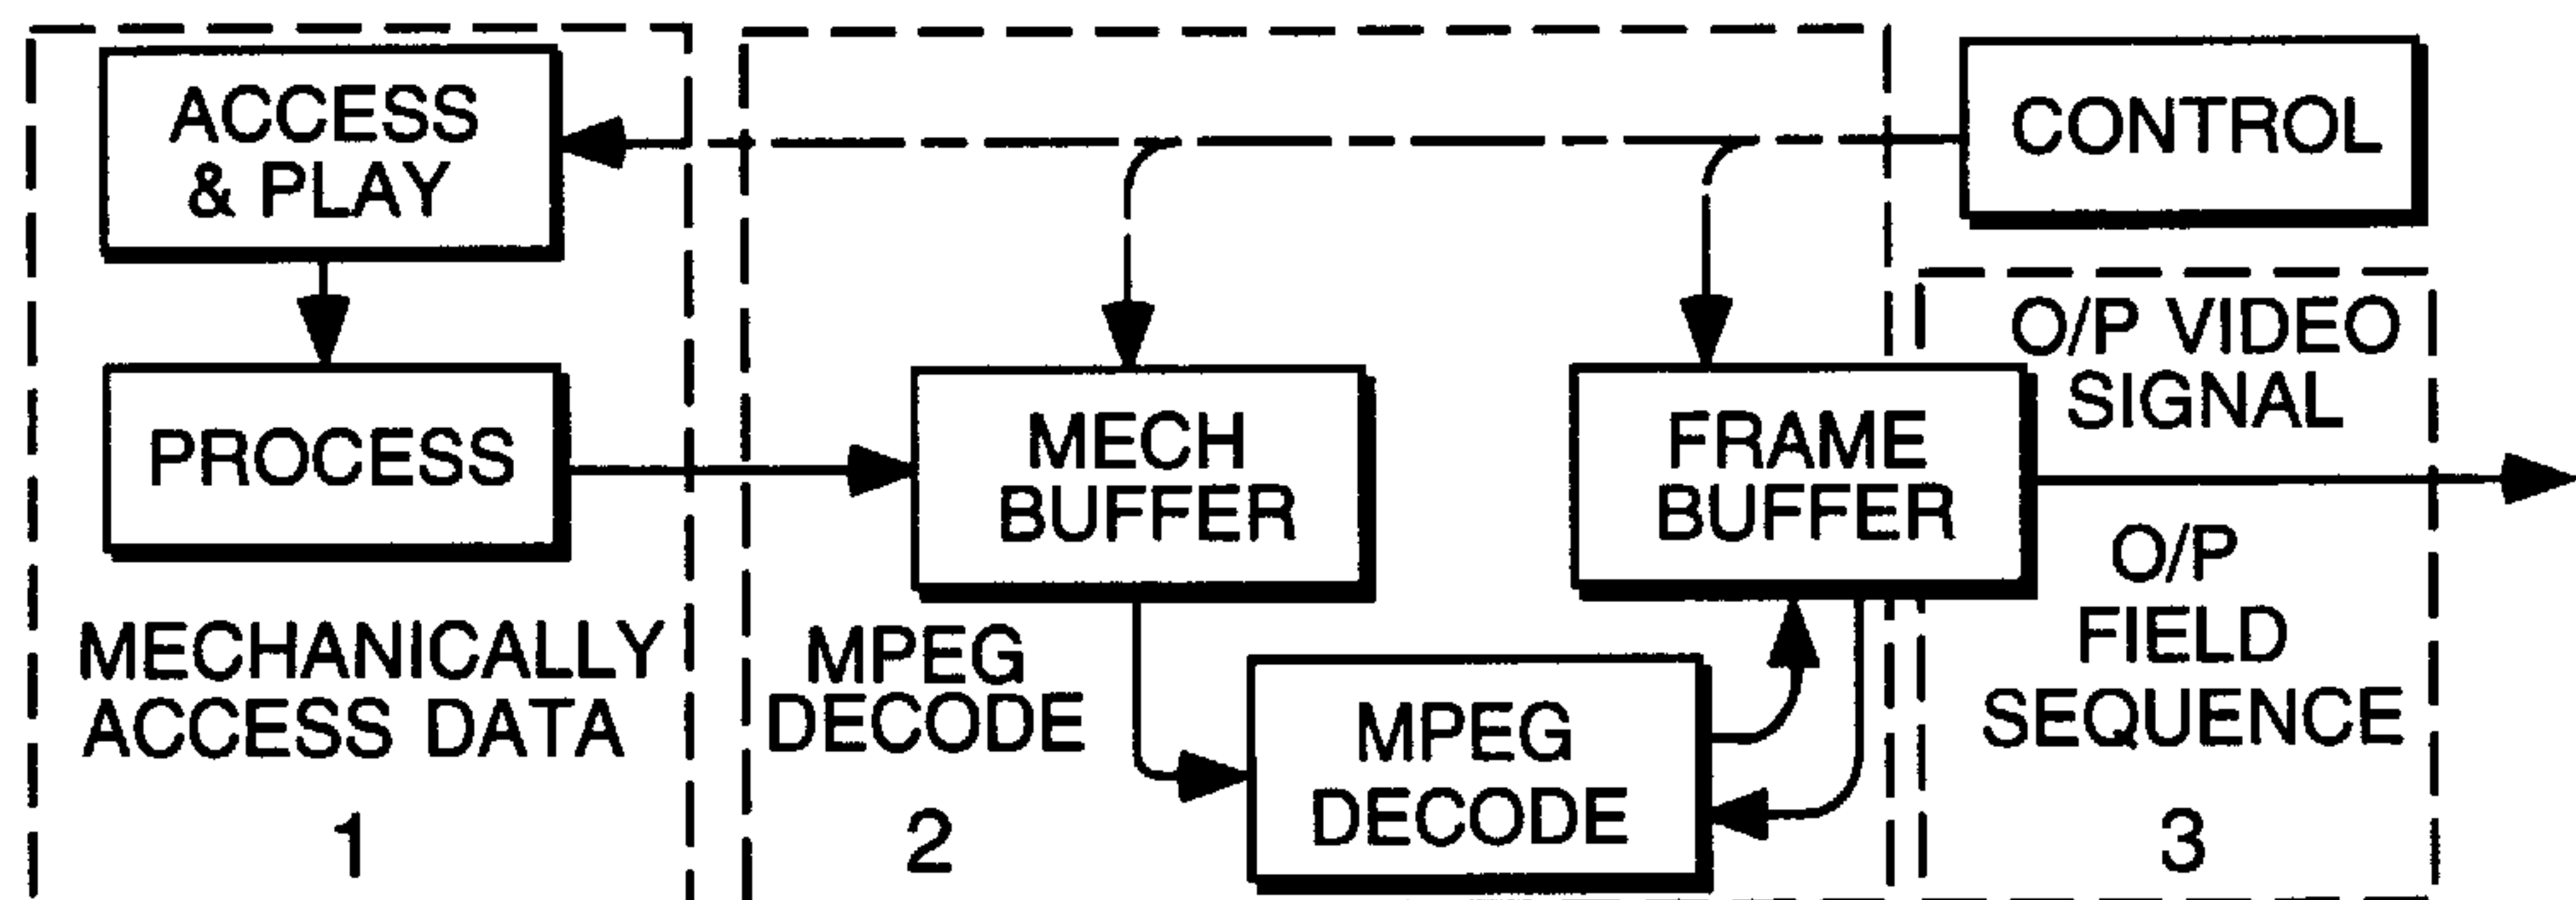 ACCESS
& PLAY
PROCESS
MECHANICALLY
ACCESS DATA
1
MECH
BUFFER
MPEG
DECODE
2
MPEG
DECODE
FRAME
BUFFER
CONTROL
O/P VIDEO
SIGNAL
O/P
FIELD
SEQUENCE
3